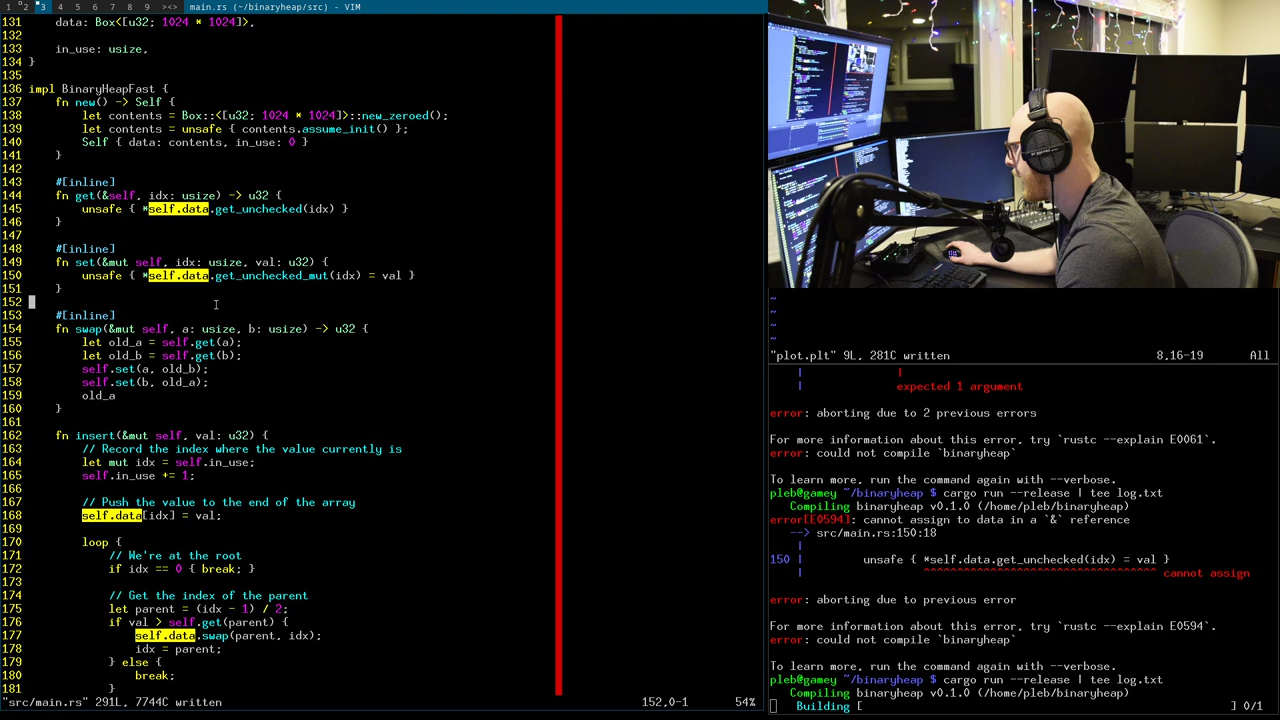 1 2 3 4 5 6 7 8 9 ><> main.rs (~/binaryheap/src) - VIM
131     data: Box<[u32; 1024 * 1024]>,
132
133     in_use: usize,
134 }
135
136 impl BinaryHeapFast {
137     fn new() -> Self {
138         let contents = Box::<[u32; 1024 * 1024]>::new_zeroed();
139         let contents = unsafe { contents.assume_init() };
140         Self { data: contents, in_use: 0 }
141     }
142
143     #[inline]
144     fn get(&self, idx: usize) -> u32 {
145         unsafe { *self.data.get_unchecked(idx) }
146     }
147
148     #[inline]
149     fn set(&mut self, idx: usize, val: u32) {
150         unsafe { *self.data.get_unchecked_mut(idx) = val }
151     }
152
153     #[inline]
154     fn swap(&mut self, a: usize, b: usize) -> u32 {
155         let old_a = self.get(a);
156         let old_b = self.get(b);
157         self.set(a, old_b);
158         self.set(b, old_a);
159         old_a
160     }
161
162     fn insert(&mut self, val: u32) {
163         // Record the index where the value currently is
164         let mut idx = self.in_use;
165         self.in_use += 1;
166
167         // Push the value to the end of the array
168         self.data[idx] = val;
169
170         loop {
171             // We're at the root
172             if idx == 0 { break; }
173
174             // Get the index of the parent
175             let parent = (idx - 1) / 2;
176             if val > self.get(parent) {
177                 self.data.swap(parent, idx);
178                 idx = parent;
179             } else {
180                 break;
181             }
"src/main.rs" 291L, 7744C written 152,0-1 54%
~
~
~
~
"plot.plt" 9L, 281C written 8,16-19 All
| |
| expected 1 argument
error: aborting due to 2 previous errors
For more information about this error, try `rustc --explain E0061`.
error: could not compile `binaryheap`
To learn more, run the command again with --verbose.
pleb@gamey ~/binaryheap $ cargo run --release | tee log.txt
Compiling binaryheap v0.1.0 (/home/pleb/binaryheap)
error[E0594]: cannot assign to data in a `&` reference
--> src/main.rs:150:18
|
150 |         unsafe { *self.data.get_unchecked(idx) = val }
|                  ^^^^^^^^^^^^^^^^^^^^^^^^^^^^^^^^^^^ cannot assign
error: aborting due to previous error
For more information about this error, try `rustc --explain E0594`.
error: could not compile `binaryheap`
To learn more, run the command again with --verbose.
pleb@gamey ~/binaryheap $ cargo run --release | tee log.txt
Compiling binaryheap v0.1.0 (/home/pleb/binaryheap)
Building [ ] 0/1